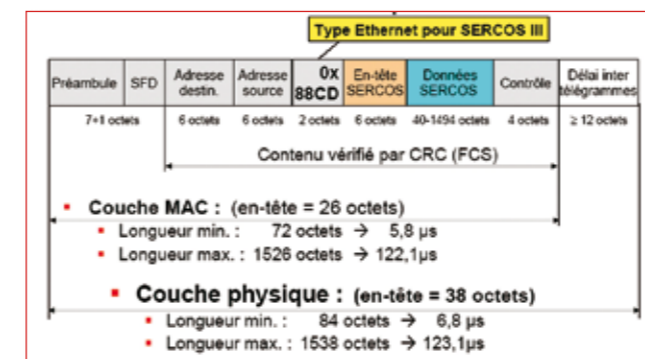 Type Ethernet pour SERCOS III
Préambule SFD Adresse destin. Adresse source 0X 88CD En-tête SERCOS Données SERCOS Contrôle Délai inter télégrammes
7+1 octets 6 octets 6 octets 2 octets 6 octets 40-1494 octets 4 octets ≥ 12 octets
Contenu vérifié par CRC (FCS)
▪ Couche MAC : (en-tête = 26 octets)
▪ Longueur min. : 72 octets → 5,8 µs
▪ Longueur max. : 1526 octets → 122,1µs
▪ Couche physique : (en-tête = 38 octets)
▪ Longueur min. : 84 octets → 6,8 µs
▪ Longueur max. : 1538 octets → 123,1µs